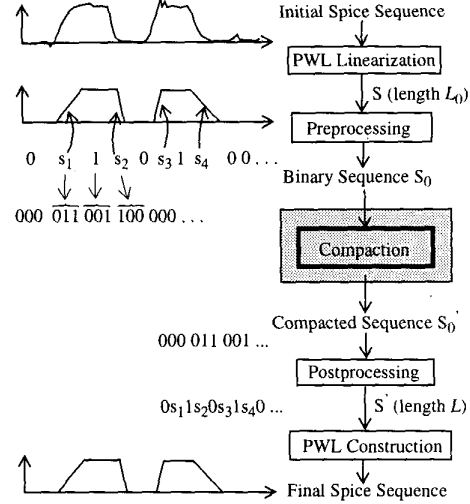 Initial Spice Sequence
PWL Linearization
S (length L₀)
Preprocessing
0 s₁ 1 s₂ 0 s₃ 1 s₄ 0 0 . . .
Binary Sequence S₀
000 011 001 100 000 . . .
Compaction
Compacted Sequence S₀'
000 011 001 ...
Postprocessing
0s₁1s₂0s₃1s₄0 ...
S' (length L)
PWL Construction
Final Spice Sequence